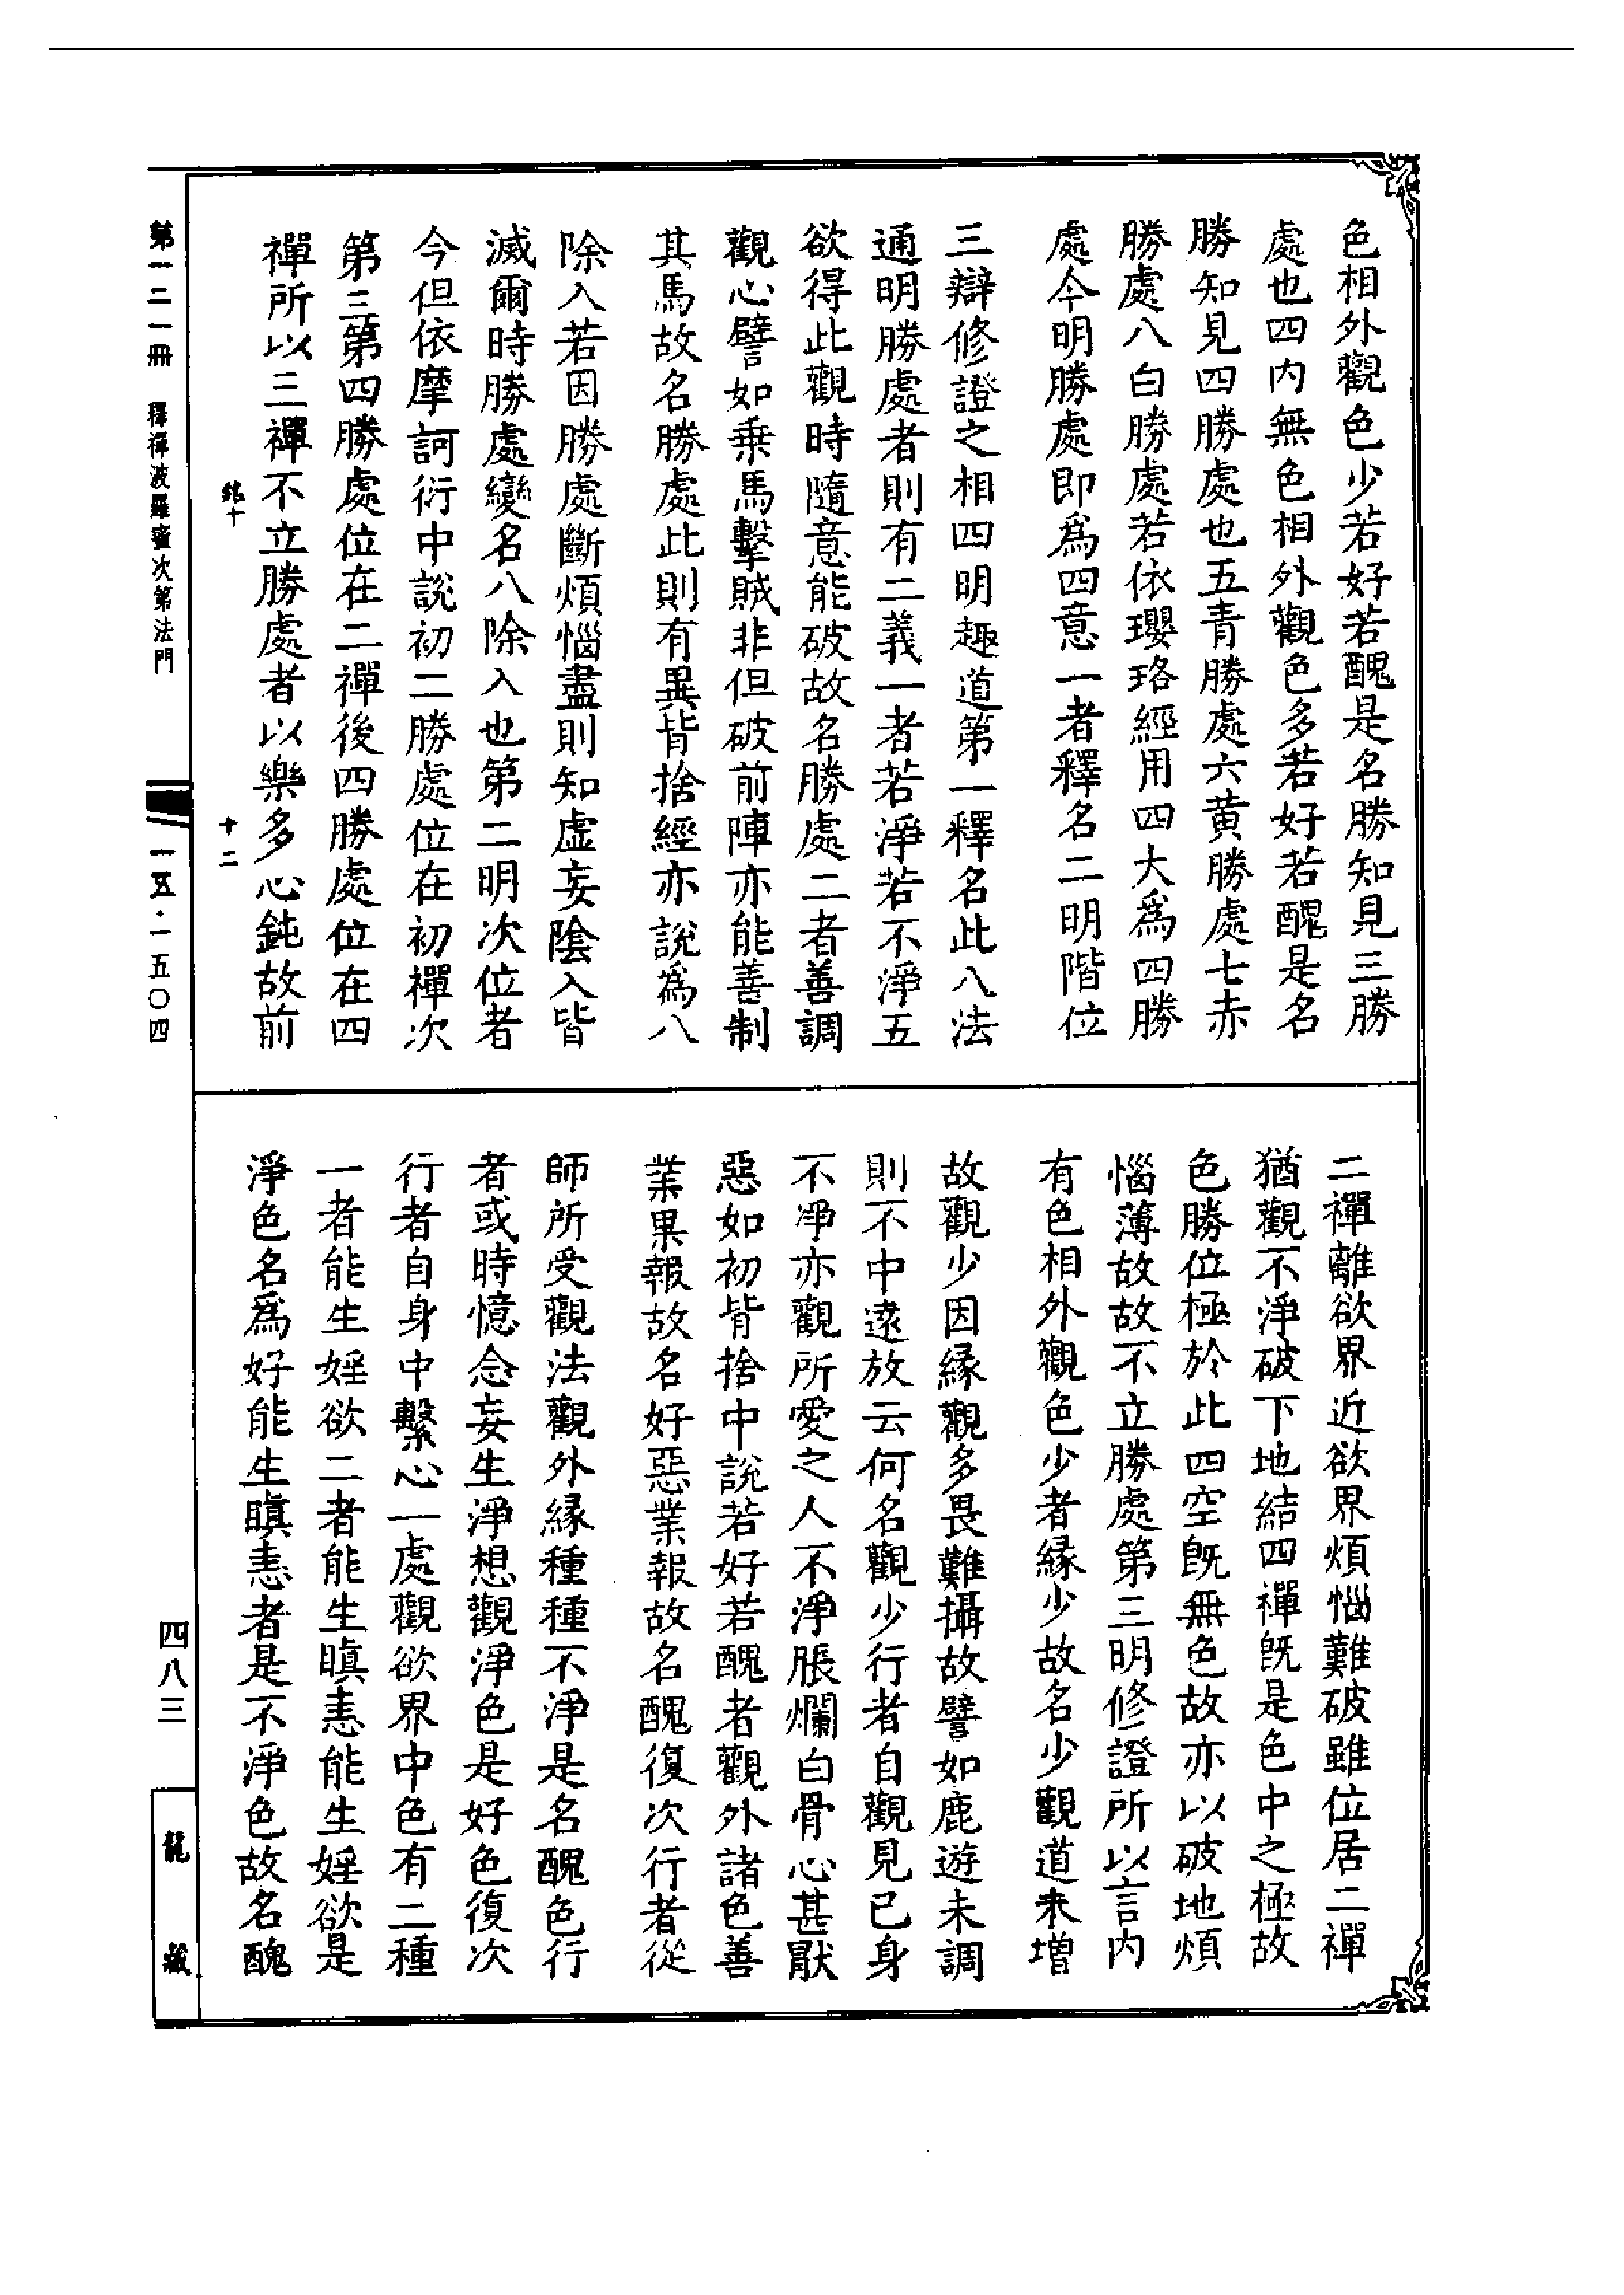 色相外觀色少若好若醜是名勝知見三勝
處也四內無色相外觀色多若好若醜是名
勝知見四勝處也五青勝處六黃勝處七赤
勝處八白勝處若依瓔珞經用四大爲四勝
處今明勝處即爲四意一者釋名二明階位
三辯修證之相四明趣道第一釋名此八法
通明勝處者則有二義一者若淨若不淨五
欲得此觀時隨意能破故名勝處二者善調
觀心譬如乗馬擊賊非但破前陣亦能善制
其馬故名勝處此則有異皆捨經亦說爲八
除入若因勝處斷煩惱盡則知虛妄陰入皆
滅爾時勝處變名八除入也第二明次位者
今但依摩訶衍中說初二勝處位在初禪次
第三第四勝處位在二禪後四勝處位在四
禪所以三禪不立勝處者以樂多心鈍故前
二禪離欲界近欲界煩惱難破雖位居二禪
猶觀不淨破下地結四禪旣是色中之極故
色勝位極於此四空旣無色故亦以破地煩
惱薄故故不立勝處第三明修證所以言內
有色相外觀色少者緣少故名少觀道未增
故觀少因緣觀多畏難攝故譬如鹿遊未調
則不中遠放云何名觀少行者自觀見已身
不淨亦觀所愛之人不淨脹爛白骨心甚厭
惡如初背捨中說若好若醜者觀外諸色善
業果報故名好惡業報故名醜復次行者從
師所受觀法觀外緣種種不淨是名醜色行
者或時憶念妄生淨想觀淨色是好色復次
行者自身中繫心一處觀欲界中色有二種
一者能生婬欲二者能生瞋恚能生婬欲是
淨色名爲好能生瞋恚者是不淨色故名醜
純十
十二
第一二一冊 釋禪波羅蜜次第法門
一一五·一五〇四
四八三
龍藏